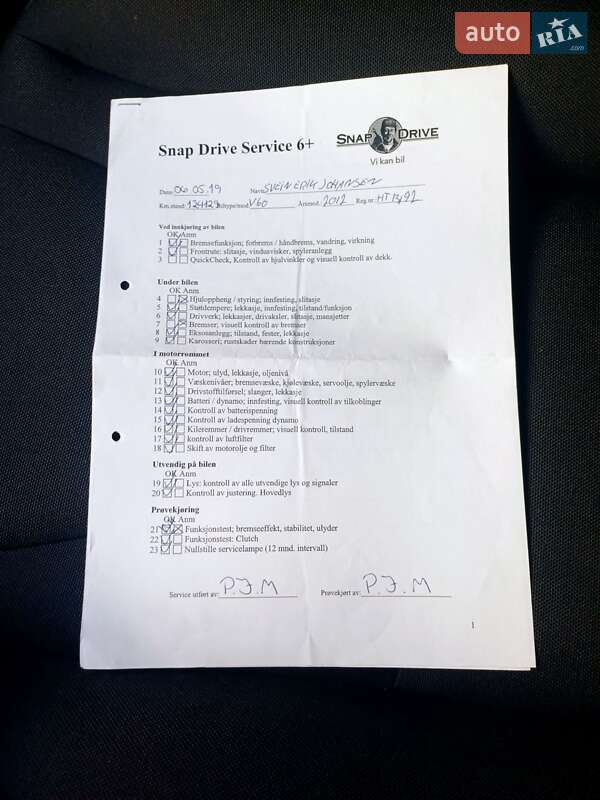 auto RIA .com
Snap Drive Service 6+
SNAP DRIVE
Vi kan bil
Dato: 06 05.19 Navn: SVEIN ERIK JOHANSEN
Km.stand: Biltype/mod. V60 Årsmod. 2012 Reg.nr:
Ved innkjøring av bilen
OK Anm
1 Bremsefunksjon; fotbrems / håndbrems, vandring, virkning
2 Frontrute: slitasje, vindusvisker, spyleranlegg
3 QuickCheck, Kontroll av hjulvinkler og visuell kontroll av dekk.
Under bilen
OK Anm
4 Hjuloppheng / styring; innfesting, slitasje
5 Støtdempere; lekkasje, innfesting, tilstand/funksjon
6 Drivverk; lekkasjer, drivaksler, slitasje, mansjetter
7 Bremser; visuell kontroll av bremser
8 Eksosanlegg; tilstand, fester, lekkasje
9 Karosseri; rustskader bærende konstruksjoner
I motorrommet
OK Anm
10 Motor; ulyd, lekkasje, oljenivå
11 Væskenivåer; bremsevæske, kjølevæske, servoolje, spylervæske
12 Drivstofftilførsel; slanger, lekkasje
13 Batteri / dynamo; innfesting, visuell kontroll av tilkoblinger
14 Kontroll av batterispenning
15 Kontroll av ladespenning dynamo
16 Kileremmer / drivremmer; visuell kontroll, tilstand
17 kontroll av luftfilter
18 Skift av motorolje og filter
Utvendig på bilen
OK Anm
19 Lys: kontroll av alle utvendige lys og signaler
20 Kontroll av justering. Hovedlys
Prøvekjøring
OK Anm
21 Funksjonstest; bremseeffekt, stabilitet, ulyder
22 Funksjonstest: Clutch
23 Nullstille servicelampe (12 mnd. intervall)
Service utført av: P.J.M Prøvekjørt av: P.J.M
1